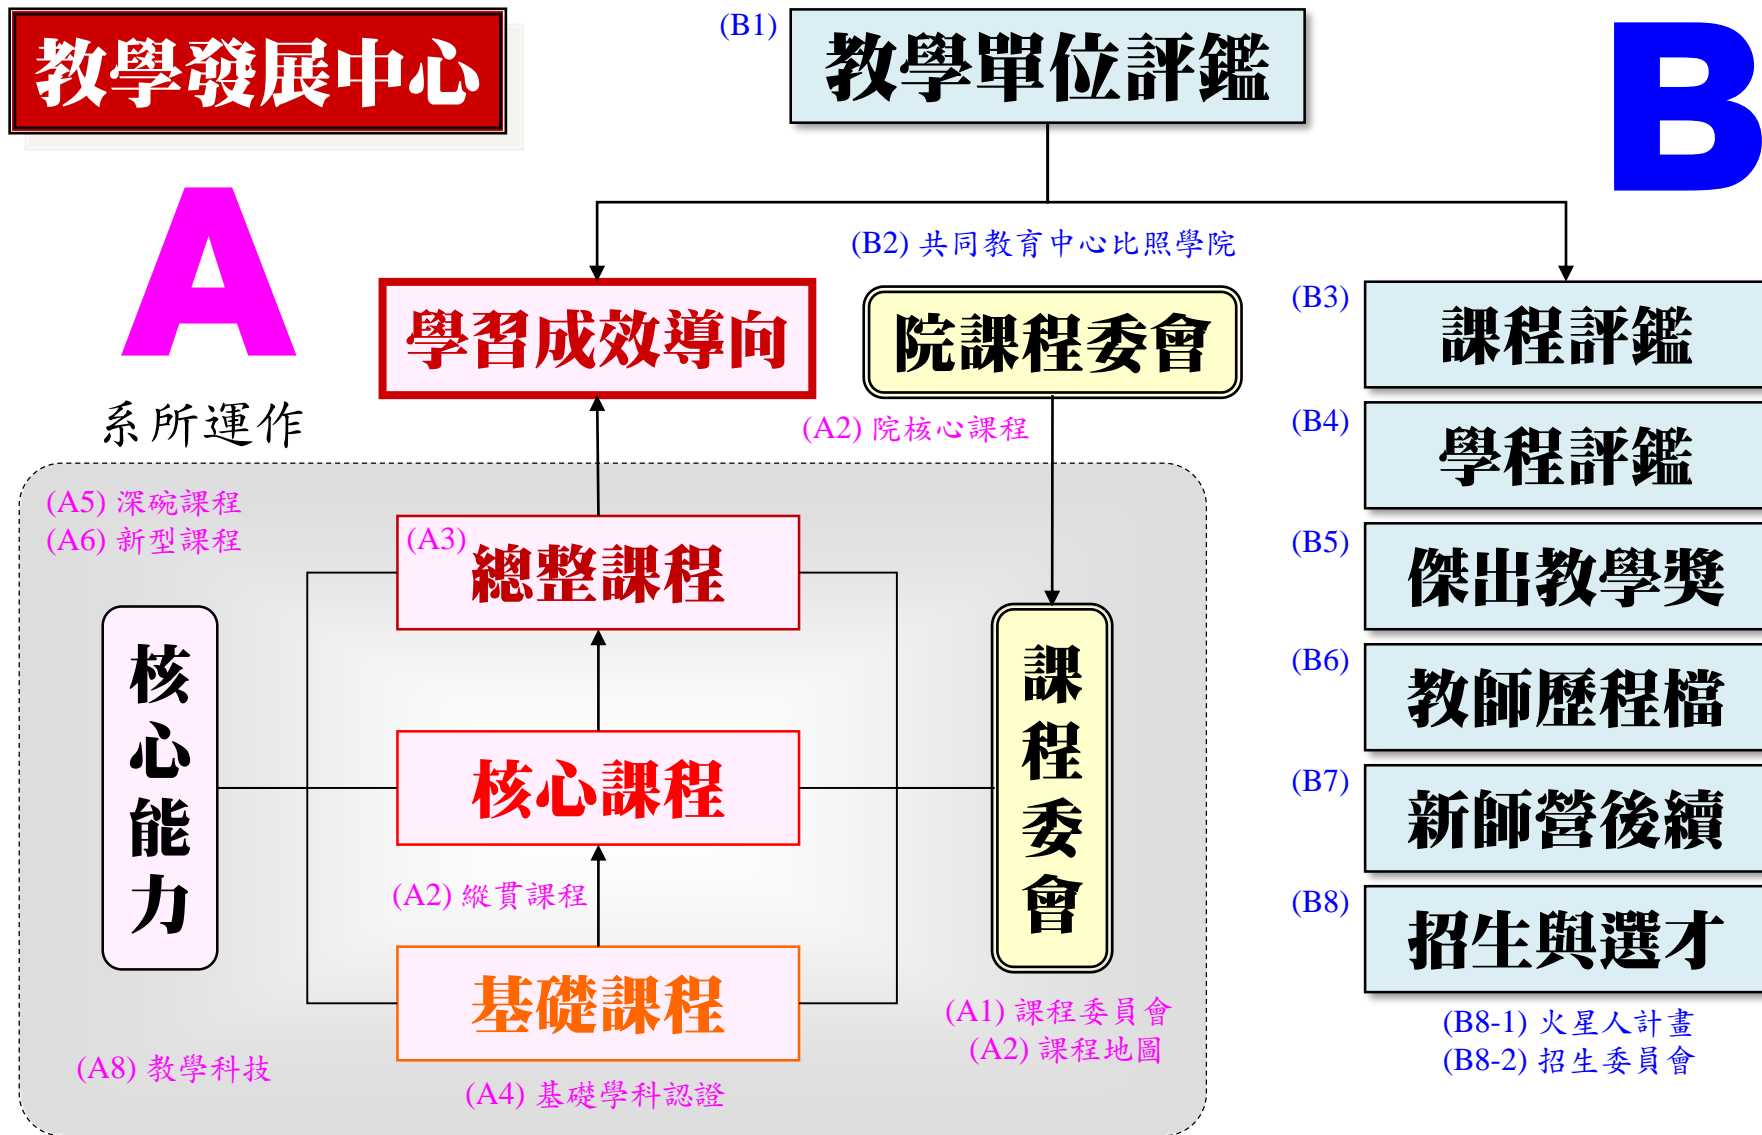 教學發展中心
(B1)
教學單位評鑑
B
A
(B2) 共同教育中心比照學院
學習成效導向
院課程委會
(B3)
課程評鑑
系所運作
(A2) 院核心課程
(B4)
學程評鑑
(A5) 深碗課程
(A6) 新型課程
(A3)
總整課程
(B5)
傑出教學獎
核心能力
課程委會
(B6)
教師歷程檔
核心課程
(B7)
新師營後續
(A2) 縱貫課程
(B8)
招生與選才
基礎課程
(A1) 課程委員會
(A2) 課程地圖
(B8-1) 火星人計畫
(B8-2) 招生委員會
(A8) 教學科技
(A4) 基礎學科認證